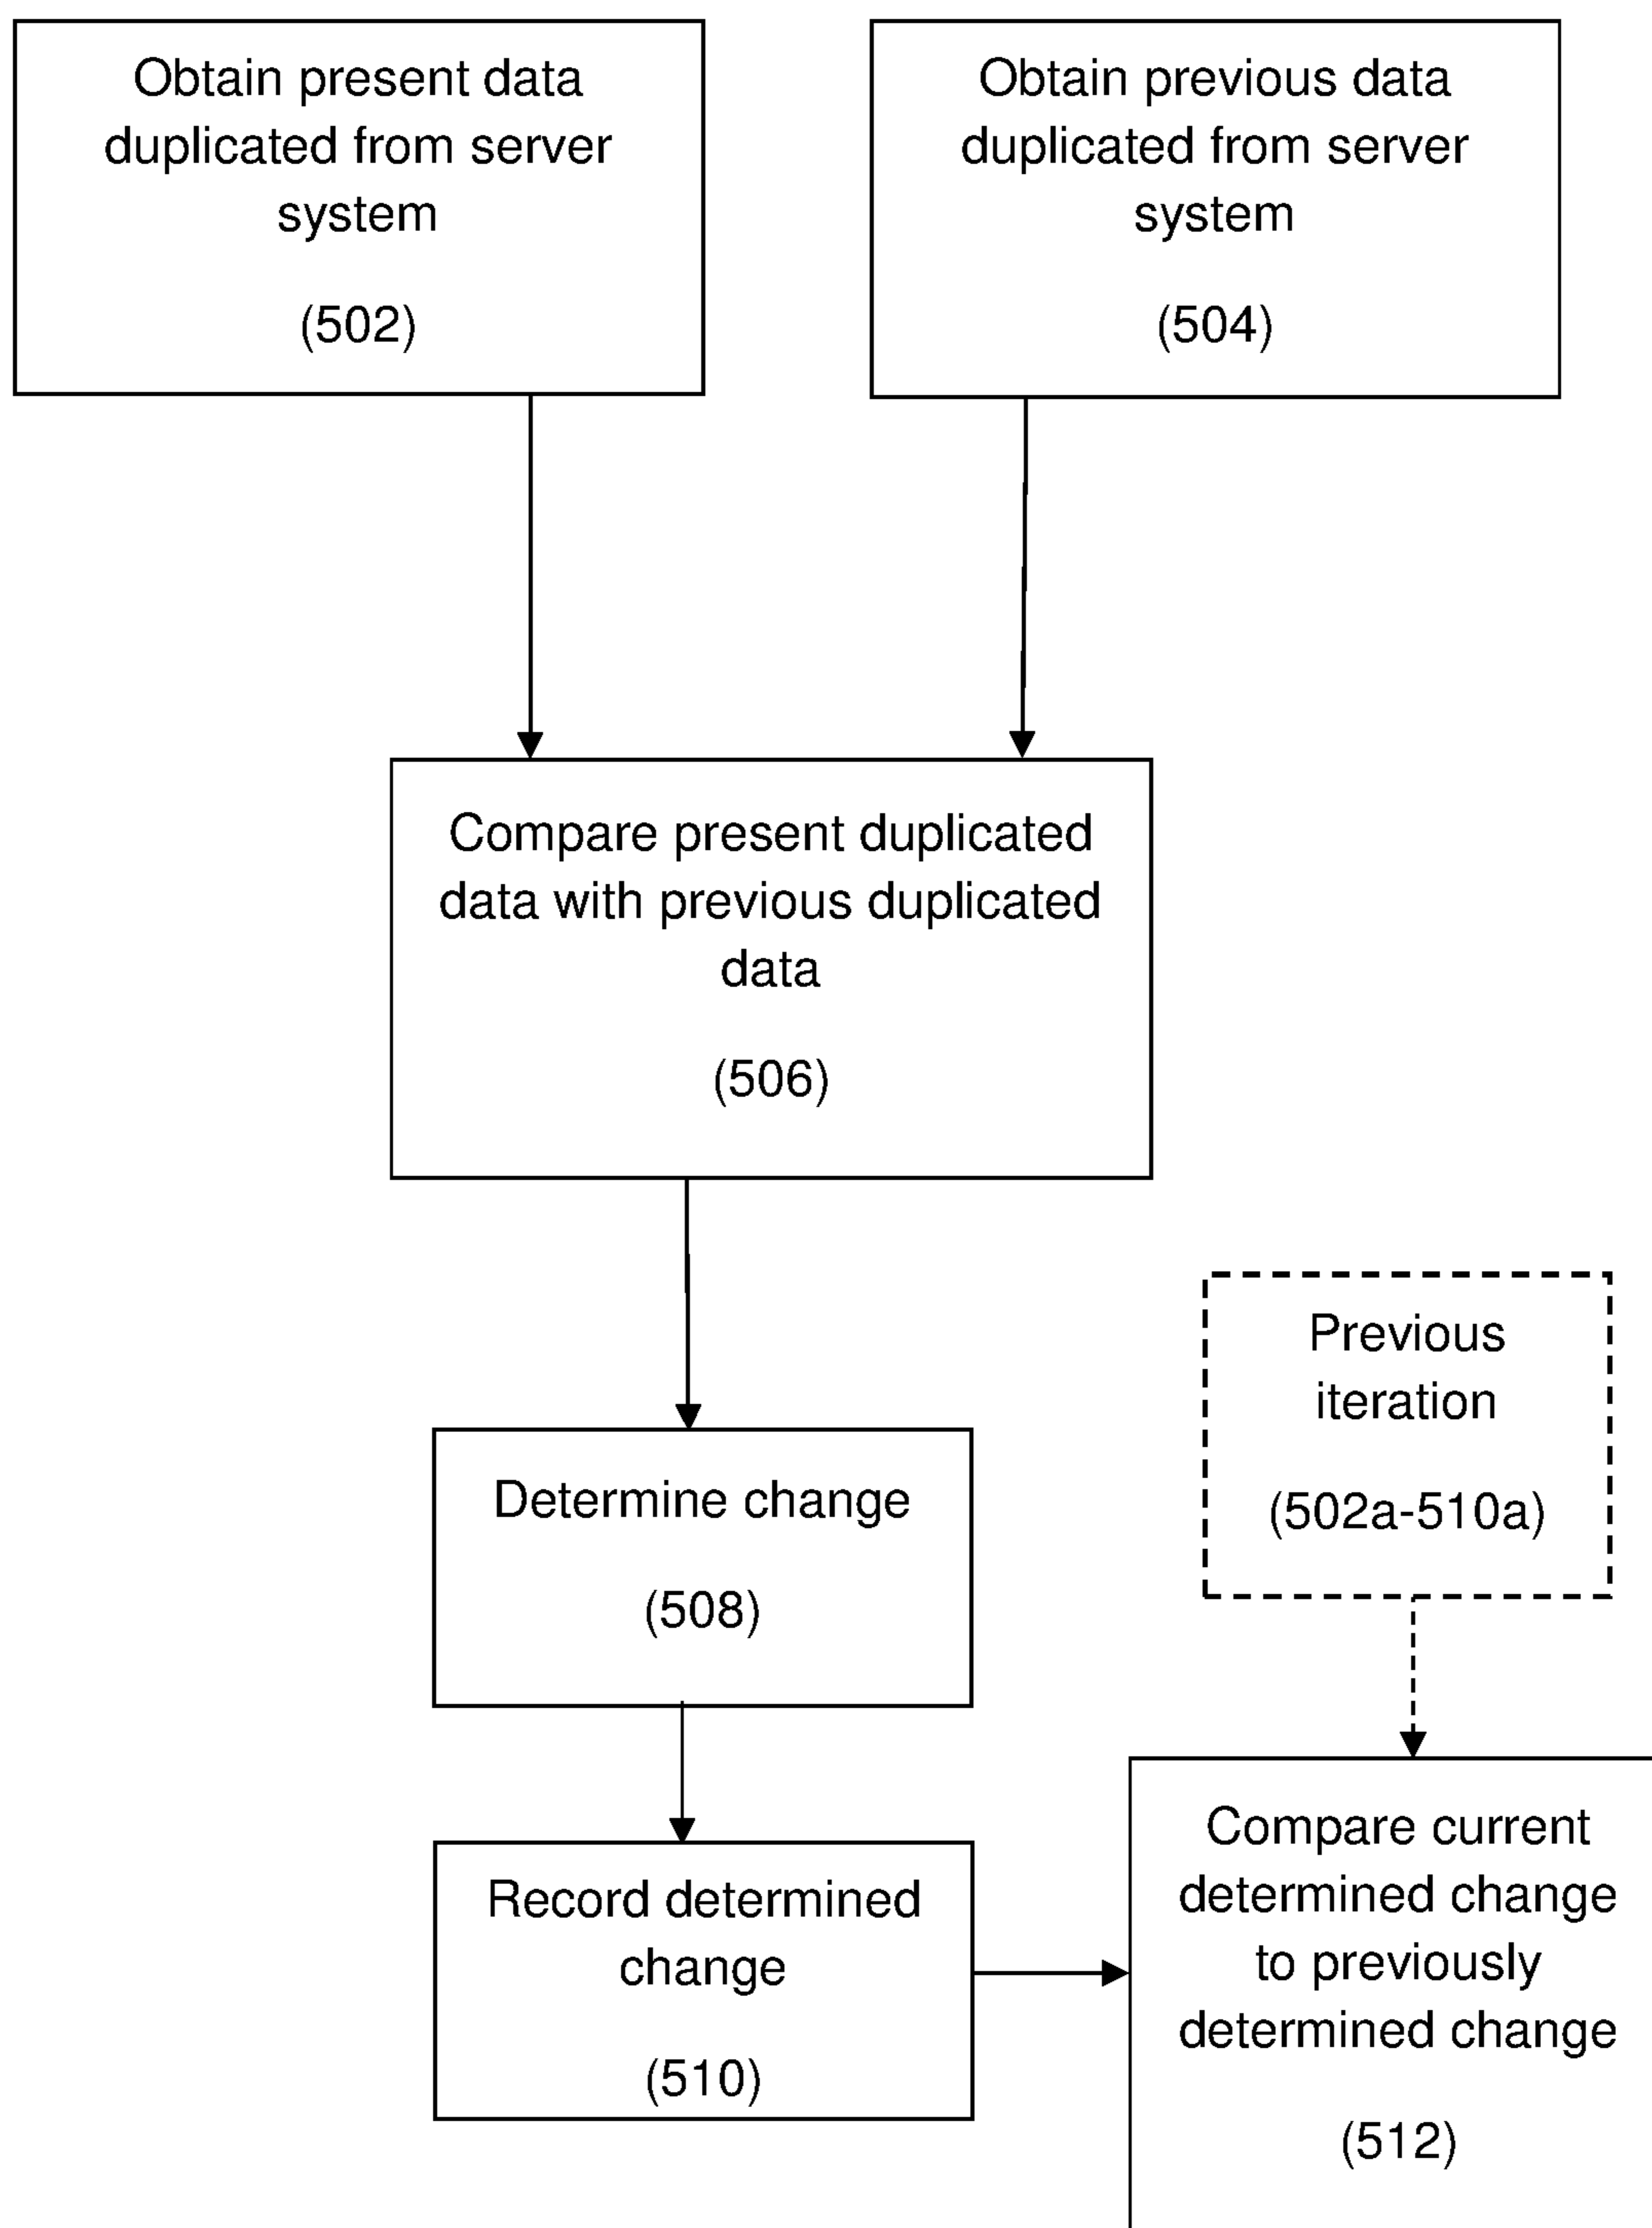 Obtain present data
duplicated from server
system
(502)
Obtain previous data
duplicated from server
system
(504)
Compare present duplicated
data with previous duplicated
data
(506)
Previous
iteration
(502a-510a)
Determine change
(508)
Record determined
change
(510)
Compare current
determined change
to previously
determined change
(512)